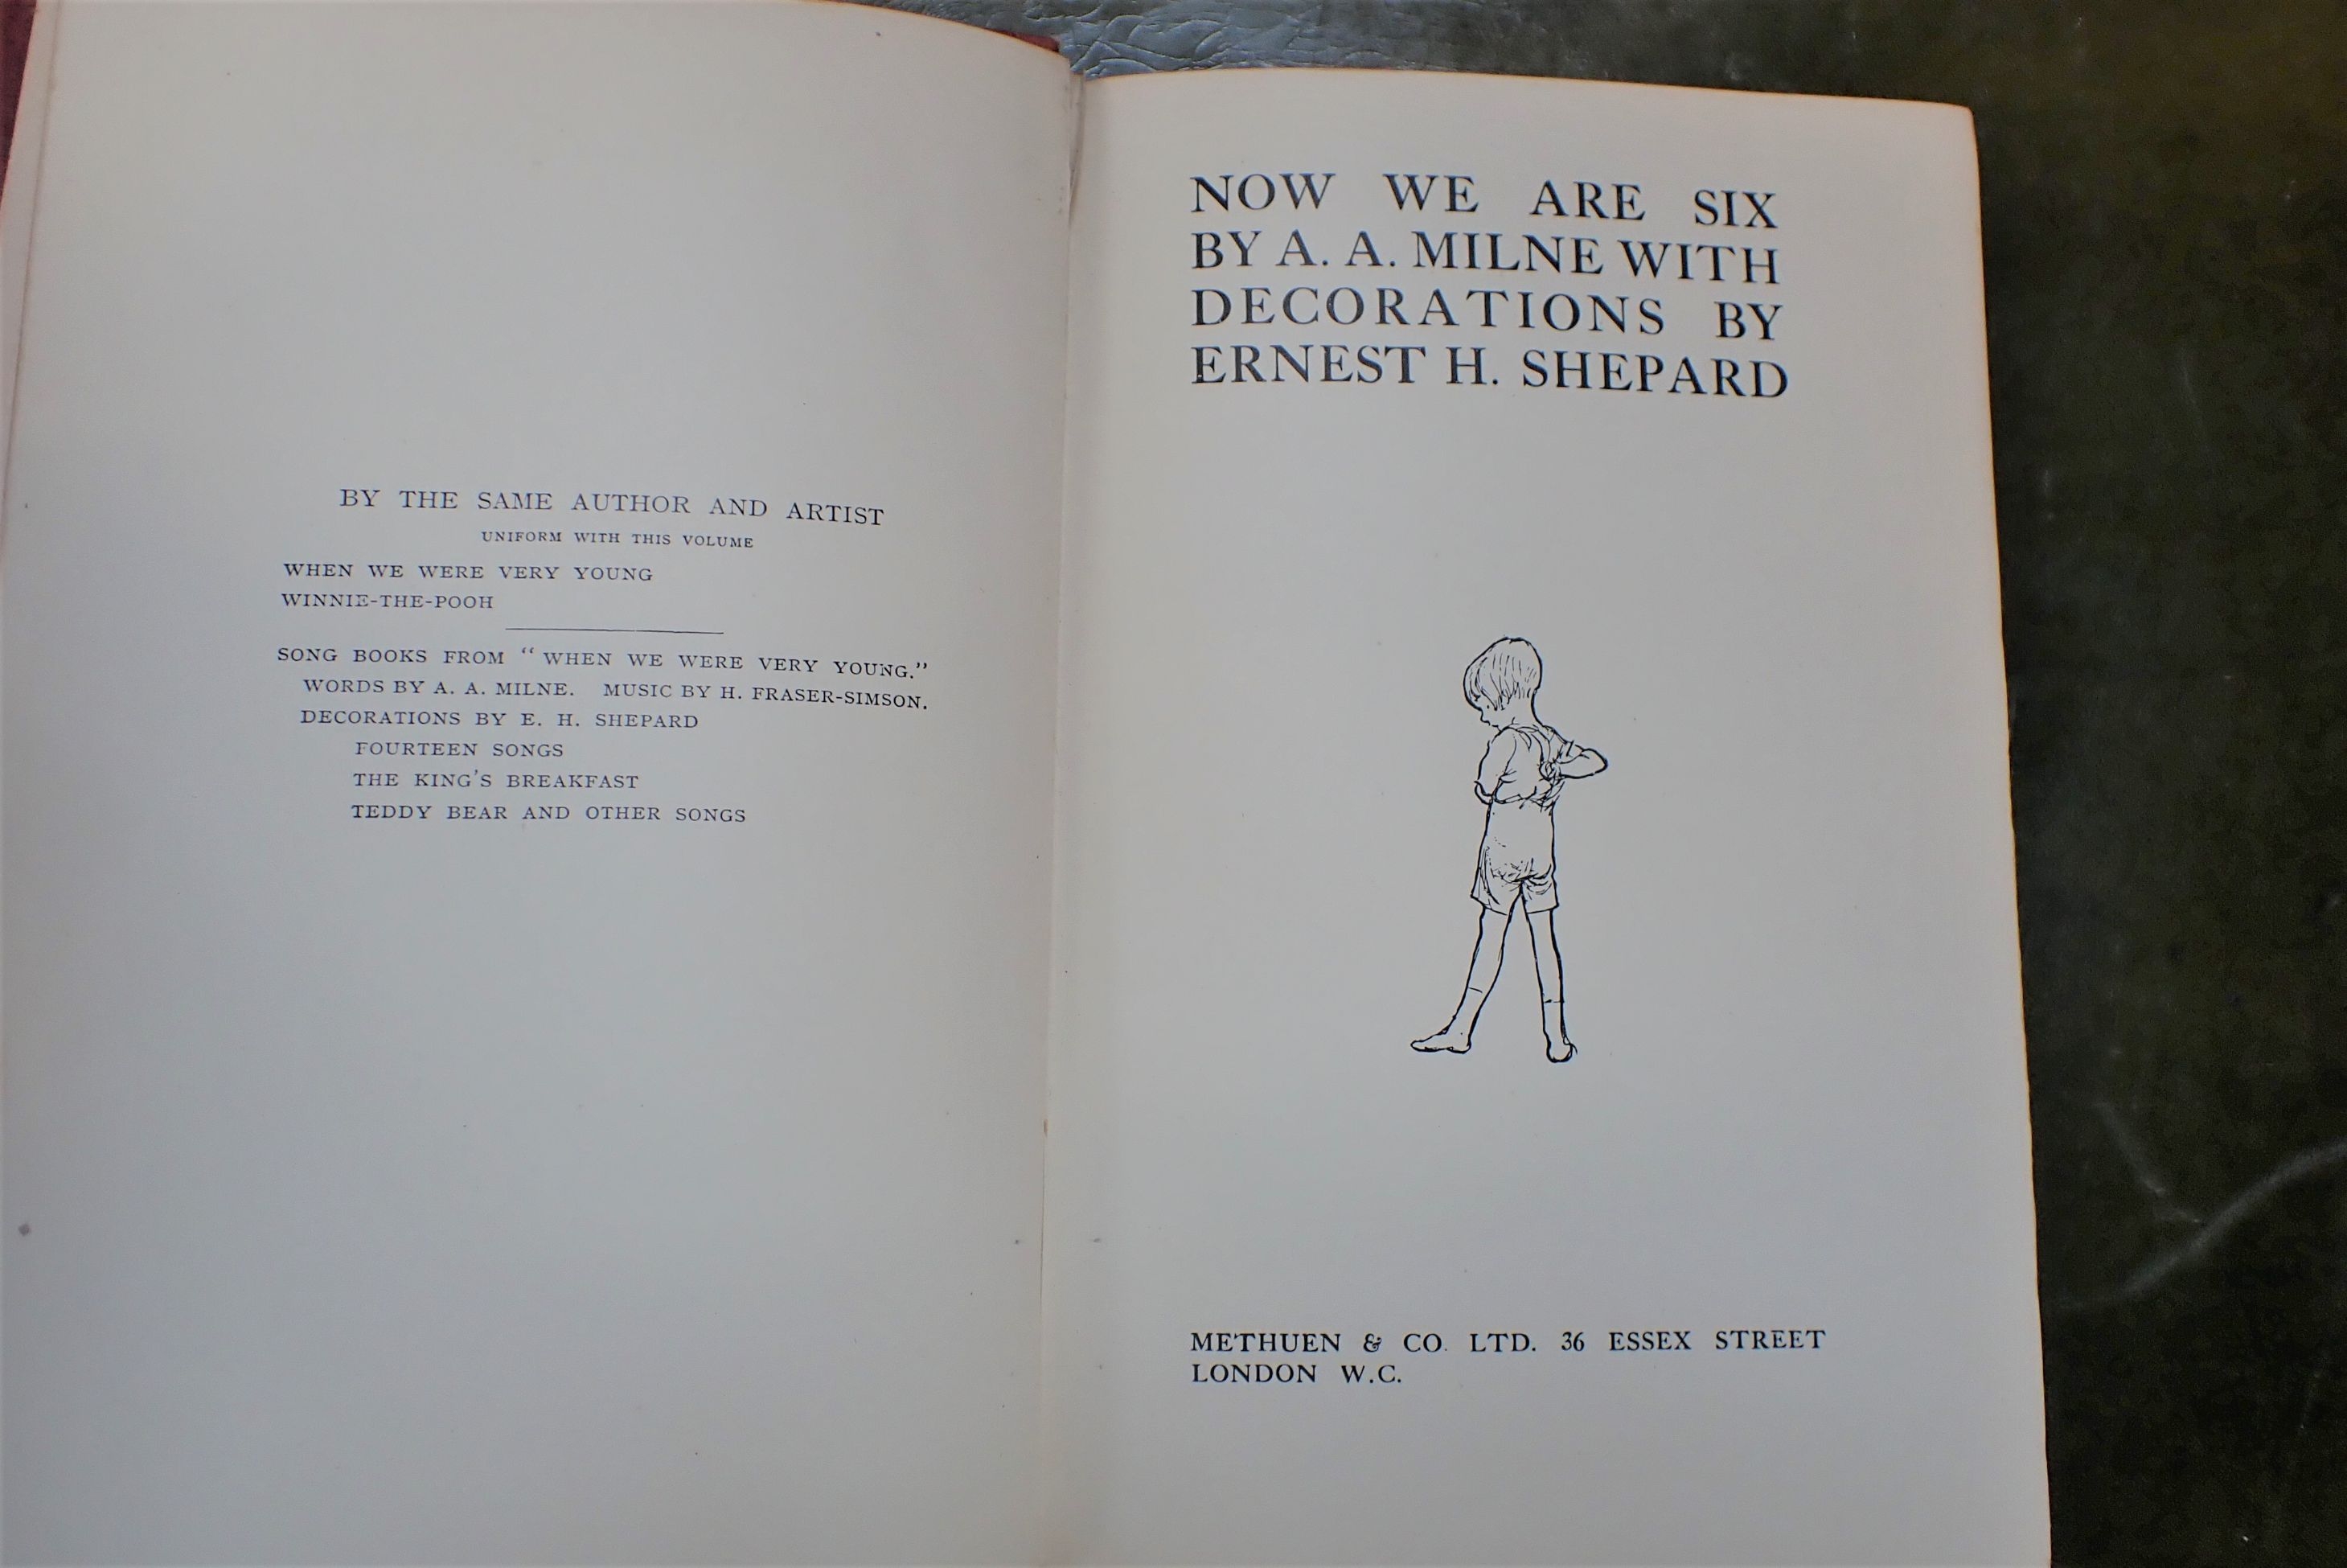 BY THE SAME AUTHOR AND ARTIST
UNIFORM WITH THIS VOLUME
WHEN WE WERE VERY YOUNG
WINNIE-THE-POOH
SONG BOOKS FROM “WHEN WE WERE VERY YOUNG.”
WORDS BY A. A. MILNE. MUSIC BY H. FRASER-SIMSON.
DECORATIONS BY E. H. SHEPARD
FOURTEEN SONGS
THE KING'S BREAKFAST
TEDDY BEAR AND OTHER SONGS
NOW WE ARE SIX
BY A. A. MILNE WITH
DECORATIONS BY
ERNEST H. SHEPARD
METHUEN & CO. LTD. 36 ESSEX STREET
LONDON W.C.